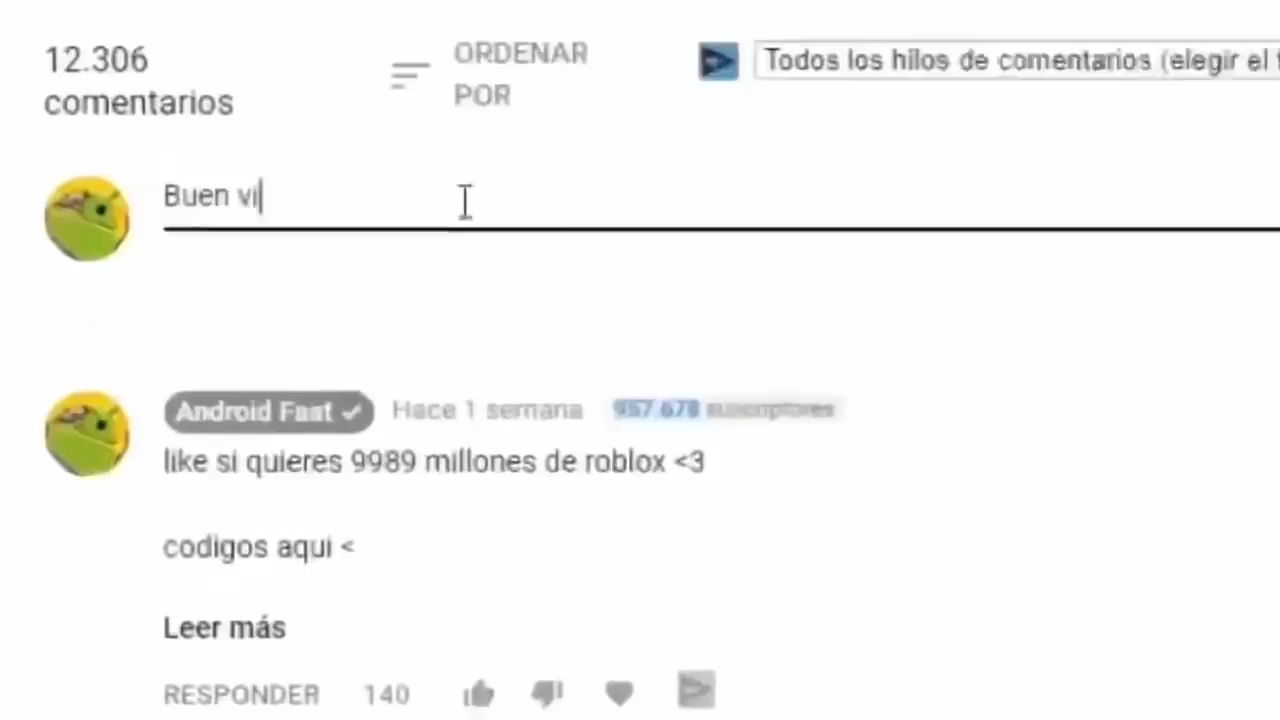 12.306
comentarios
ORDENAR
POR
Todos los hilos de comentarios (elegir el
Buen vi
Android Fast Hace 1 semana 957 678 suscriptores
like si quieres 9989 millones de roblox <3
codigos aqui <
Leer más
RESPONDER 140